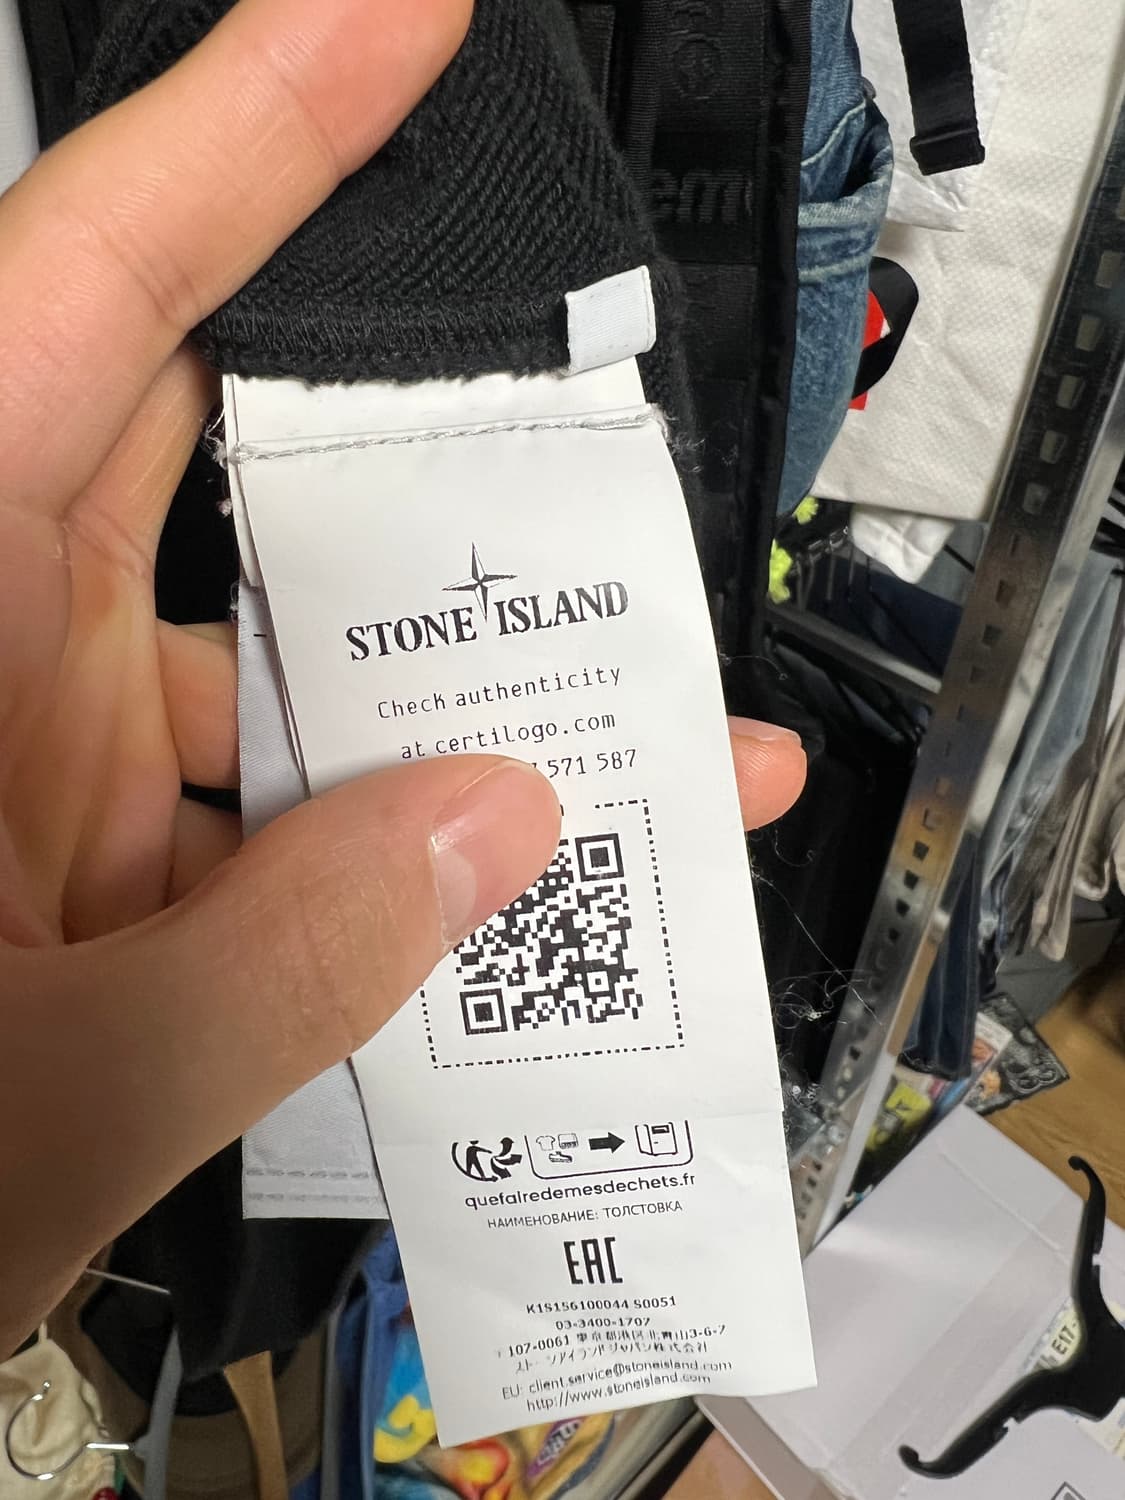 STONE ISLAND
Check authenticity
at certilogo.com
571 587
quefairedemesdechets.fr
НАИМЕНОВАНИЕ: ТОЛСТОВКА
EAC
K1S156100044 S0051
03-3400-1707
〒107-0061 東京都港区北青山3-6-7
ストーンアイランドジャパン株式会社
EU: client.service@stoneisland.com
http://www.stoneisland.com
E17